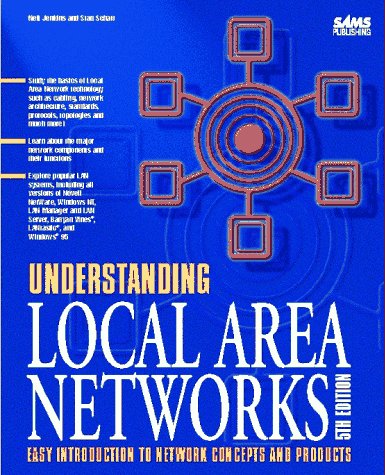 Neil Jenkins and Stan Schatt
SAMS
PUBLISHING
Study the basics of Local
Area Network technology
such as cabling, network
architecture, standards,
protocols, topologies and
much more!
Learn about the major
network components and
their functions
Explore popular LAN
systems, including all
versions of Novell
NetWare, Windows NT,
LAN Manager and LAN
Server, Banyan Vines®,
LANtastic®, and
Windows® 95
UNDERSTANDING
LOCAL AREA
NETWORKS
5TH EDITION
EASY INTRODUCTION TO NETWORK CONCEPTS AND PRODUCTS